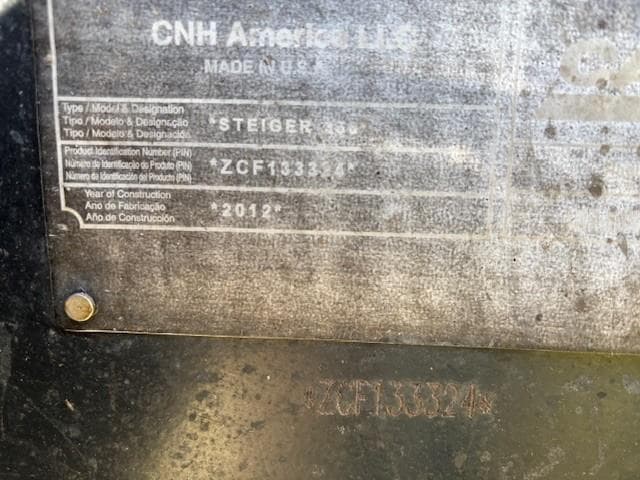 CNH America LLC
MADE IN U.S.A.
Type / Model & Designation
Tipo / Modelo & Designação
Tipo / Modelo & Designación
*STEIGER
Product Identification Number (PIN)
Número de Identificação do Produto (PIN)
Número de Identificación del Producto (PIN)
*ZCF133324*
Year of Construction
Ano de Fabricação
Año de Construcción
*2012*
*ZCF133324*